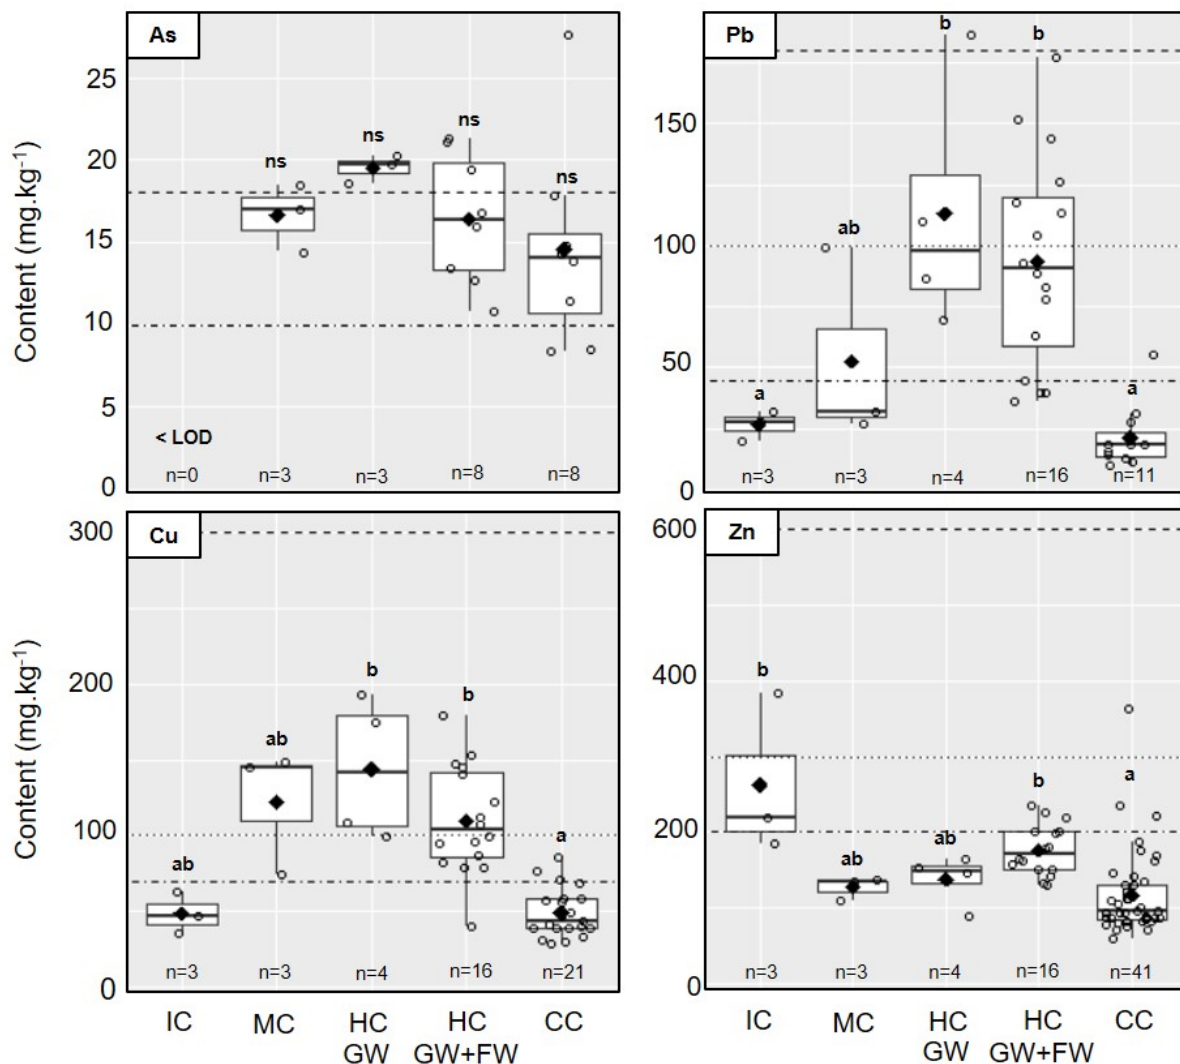 As
Content (mg.kg⁻¹)
25
20
15
10
5
0
ns
ns
ns
ns
< LOD
n=0
n=3
n=3
n=8
n=8
Pb
150
100
50
0
a
ab
b
b
a
n=3
n=3
n=4
n=16
n=11
Cu
Content (mg.kg⁻¹)
300
200
100
0
ab
ab
b
b
a
n=3
n=3
n=4
n=16
n=21
IC
MC
HC
GW
HC
GW+FW
CC
Zn
600
400
200
0
b
ab
ab
b
a
n=3
n=3
n=4
n=16
n=41
IC
MC
HC
GW
HC
GW+FW
CC